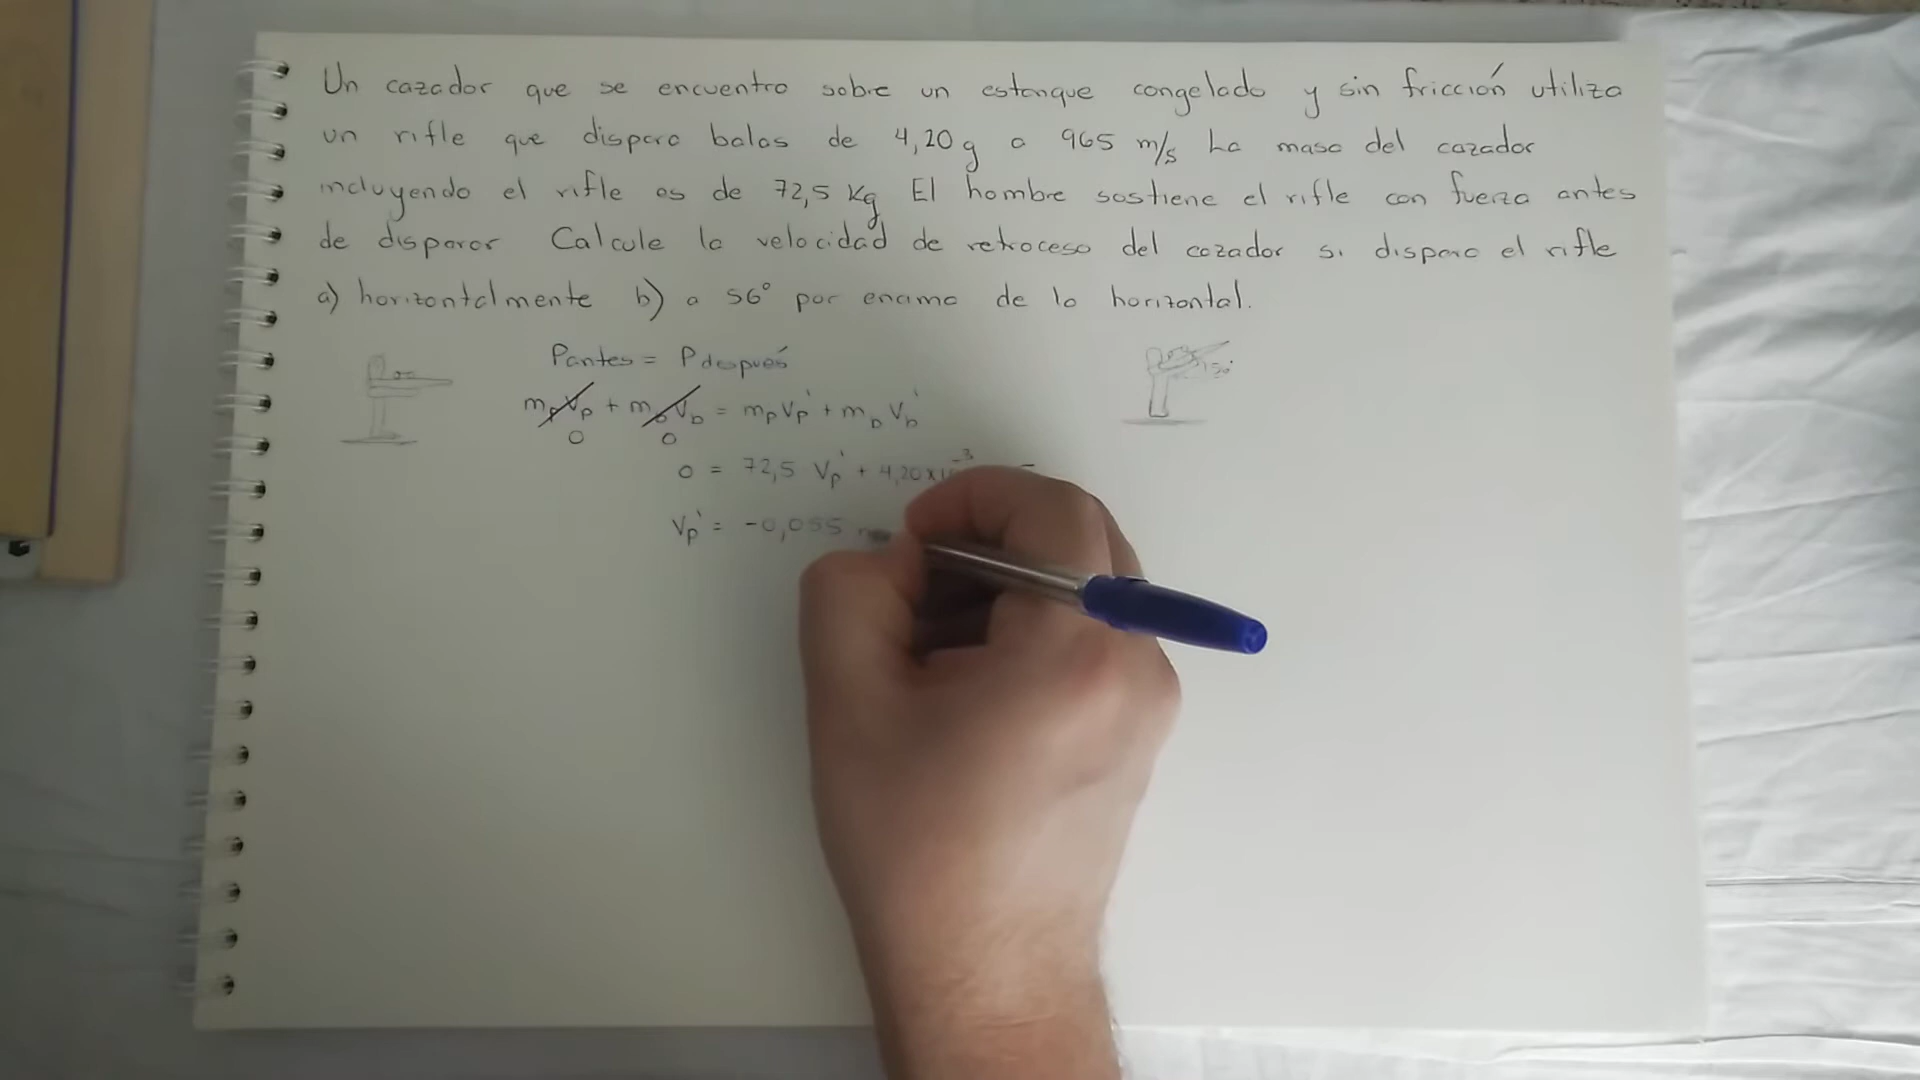 Un cazador que se encuentra sobre un estanque congelado y sin fricción utiliza
un rifle que dispara balas de 4,20 g a 965 m/s La masa del cazador
incluyendo el rifle es de 72,5 Kg El hombre sostiene el rifle con fuerza antes
de disparar Calcule la velocidad de retroceso del cazador si dispara el rifle
a) horizontalmente b) a 56° por encima de la horizontal.
Pantes = Pdespués
mpVp + mbVb = mpVp' + mbVb'
0 0
0 = 72,5 Vp' + 4,20x
Vp' = -0,055